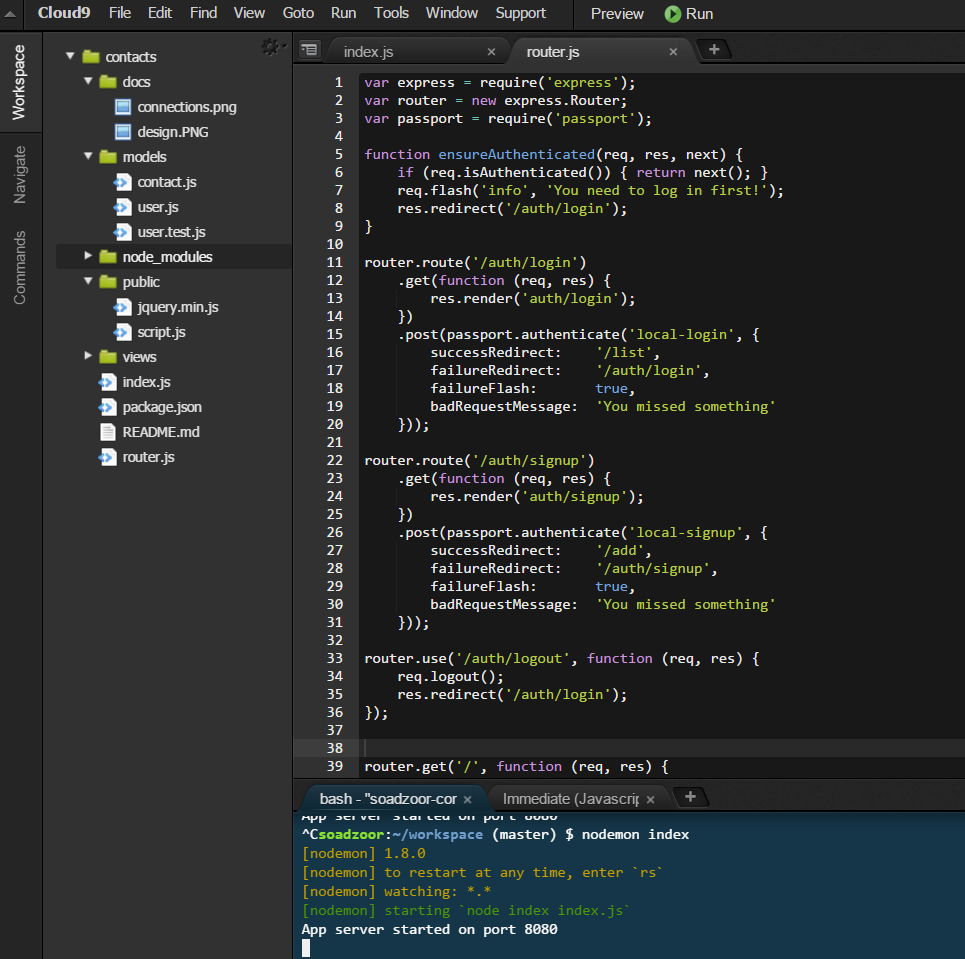 Cloud9 File Edit Find View Goto Run Tools Window Support Preview Run
Workspace
Navigate
Commands
contacts
docs
connections.png
design.PNG
models
contact.js
user.js
user.test.js
node_modules
public
jquery.min.js
script.js
views
index.js
package.json
README.md
router.js
index.js × router.js × +
1 var express = require('express');
2 var router = new express.Router;
3 var passport = require('passport');
4
5 function ensureAuthenticated(req, res, next) {
6     if (req.isAuthenticated()) { return next(); }
7     req.flash('info', 'You need to log in first!');
8     res.redirect('/auth/login');
9 }
10
11 router.route('/auth/login')
12     .get(function (req, res) {
13         res.render('auth/login');
14     })
15     .post(passport.authenticate('local-login', {
16         successRedirect:    '/list',
17         failureRedirect:    '/auth/login',
18         failureFlash:       true,
19         badRequestMessage:  'You missed something'
20     }));
21
22 router.route('/auth/signup')
23     .get(function (req, res) {
24         res.render('auth/signup');
25     })
26     .post(passport.authenticate('local-signup', {
27         successRedirect:    '/add',
28         failureRedirect:    '/auth/signup',
29         failureFlash:       true,
30         badRequestMessage:  'You missed something'
31     }));
32
33 router.use('/auth/logout', function (req, res) {
34     req.logout();
35     res.redirect('/auth/login');
36 });
37
38
39 router.get('/', function (req, res) {
bash - "soadzoor-cor × Immediate (Javascrip × +
App server started on port 8080
^Csoadzoor:~/workspace (master) $ nodemon index
[nodemon] 1.8.0
[nodemon] to restart at any time, enter `rs`
[nodemon] watching: *.*
[nodemon] starting `node index index.js`
App server started on port 8080